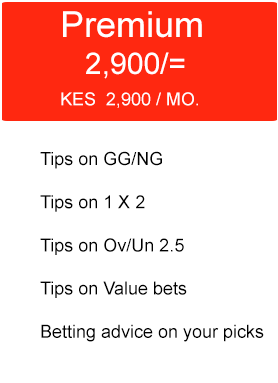 Premium
2,900/=
KES 2,900 / MO.
Tips on GG/NG
Tips on 1 X 2
Tips on Ov/Un 2.5
Tips on Value bets
Betting advice on your picks